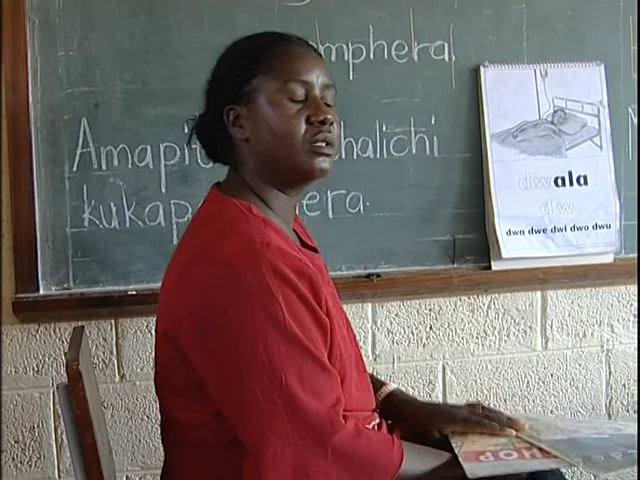 mphera
Amapi halichi
kukap era.
dwala
dw
dwa dwe dwi dwo dwu
HOP